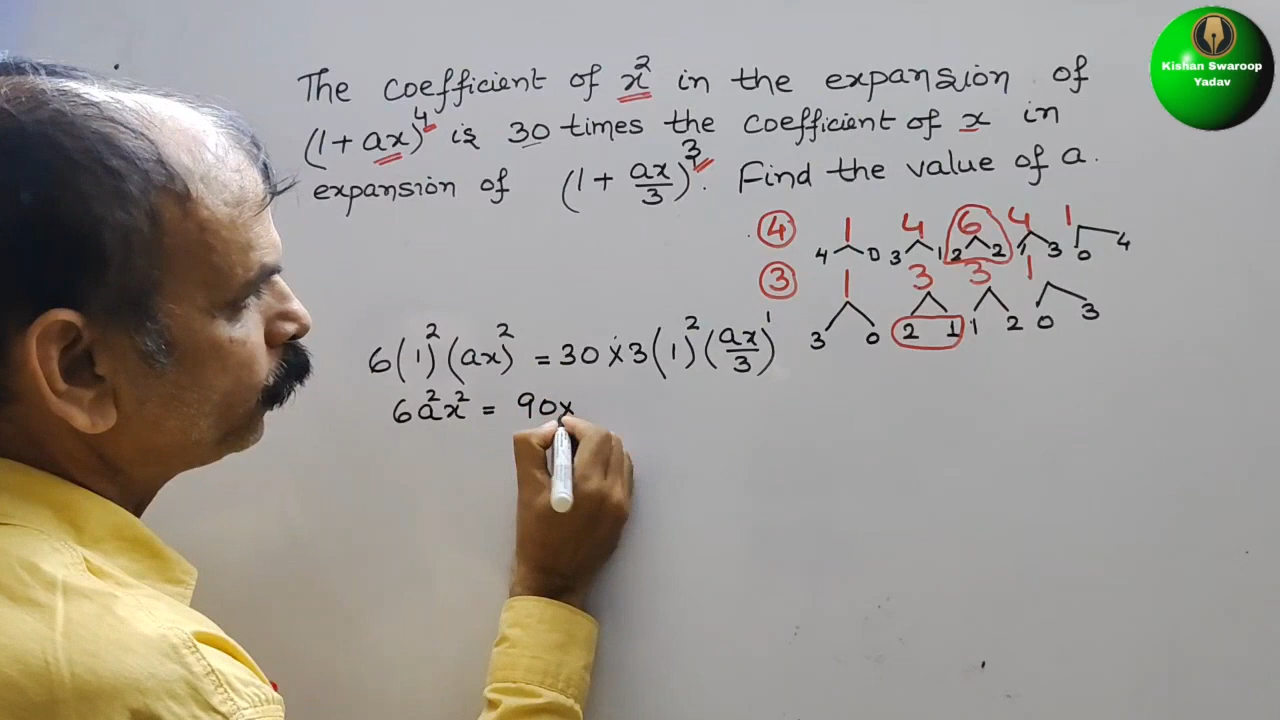 Kishan Swaroop
Yadav
The coefficient of x² in the expansion of
(1 + ax)⁴ is 30 times the coefficient of x in
expansion of (1 + ax/3)³. Find the value of a.
④ 1 4 6 4 1
4 0 3 1 2 2 1 3 0 4
③ 1 3 3 1
3 0 2 1 1 2 0 3
6(1)²(ax)² = 30 × 3(1)²(ax/3)¹
6a²x² = 90x